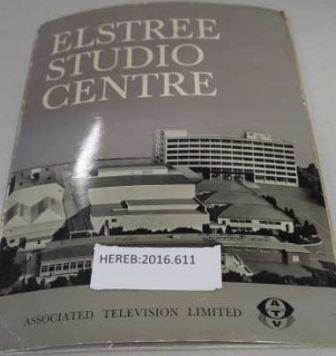 ELSTREE
STUDIO
CENTRE
HEREB:2016.611
ASSOCIATED TELEVISION LIMITED
ATV